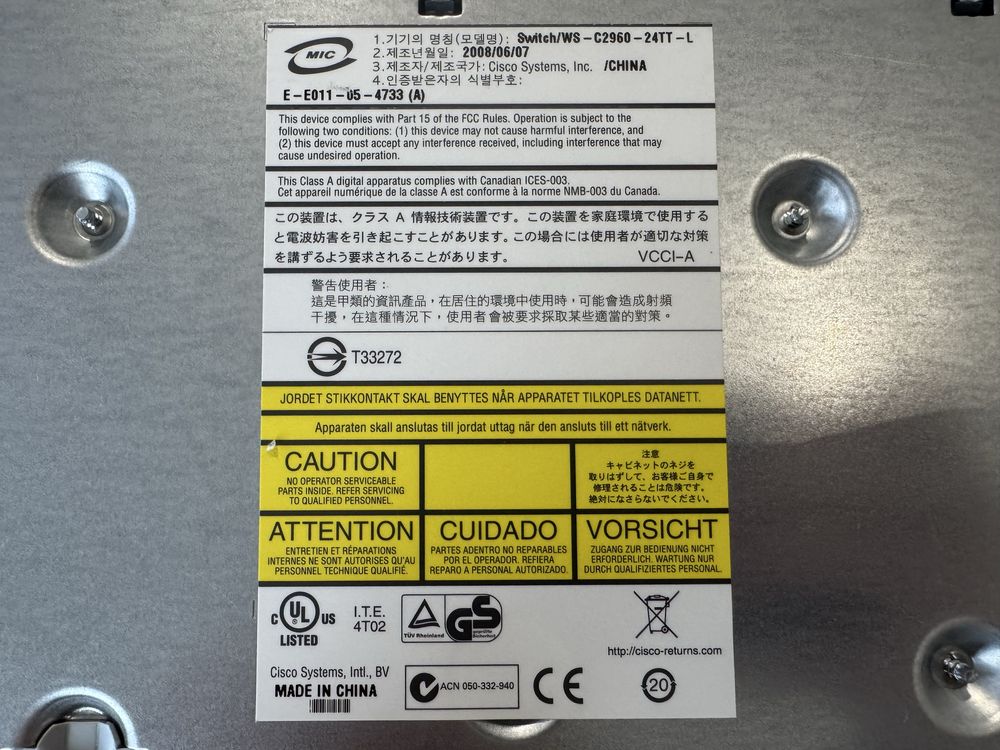 MIC
1.기기의 명칭(모델명): Switch/WS-C2960-24TT-L
2.제조년월일: 2008/06/07
3.제조자/제조국가: Cisco Systems, Inc. /CHINA
4.인증받은자의 식별부호:
E-E011-05-4733 (A)
This device complies with Part 15 of the FCC Rules. Operation is subject to the
following two conditions: (1) this device may not cause harmful interference, and
(2) this device must accept any interference received, including interference that may
cause undesired operation.
This Class A digital apparatus complies with Canadian ICES-003.
Cet appareil numérique de la classe A est conforme à la norme NMB-003 du Canada.
この装置は、クラス A 情報技術装置です。この装置を家庭環境で使用する
と電波妨害を引き起こすことがあります。この場合には使用者が適切な対策
を講ずるよう要求されることがあります。 VCCI-A
警告使用者：
這是甲類的資訊產品，在居住的環境中使用時，可能會造成射頻
干擾，在這種情況下，使用者會被要求採取某些適當的對策。
T33272
JORDET STIKKONTAKT SKAL BENYTTES NÅR APPARATET TILKOPLES DATANETT.
Apparaten skall anslutas till jordat uttag när den ansluts till ett nätverk.
CAUTION
NO OPERATOR SERVICEABLE
PARTS INSIDE. REFER SERVICING
TO QUALIFIED PERSONNEL.
注意
キャビネットのネジを
取りはずして、お客様ご自身で
修理されることは危険です。
絶対になさらないでください。
ATTENTION
ENTRETIEN ET RÉPARATIONS
INTERNES NE SONT AUTORISES QU'AU
PERSONNEL TECHNIQUE QUALIFIÉ.
CUIDADO
PARTES ADENTRO NO REPARABLES
POR EL OPERADOR. REFIERA
REPARO A PERSONAL AUTORIZADO.
VORSICHT
ZUGANG ZUR BEDIENUNG NICHT
ERFORDERLICH. WARTUNG NUR
DURCH QUALIFIZIERTES PERSONAL.
C UL US
LISTED
I.T.E.
4T02
TÜV Rheinland
GS
geprüfte
Sicherheit
http://cisco-returns.com
Cisco Systems, Intl., BV
MADE IN CHINA
ACN 050-332-940
CE
20